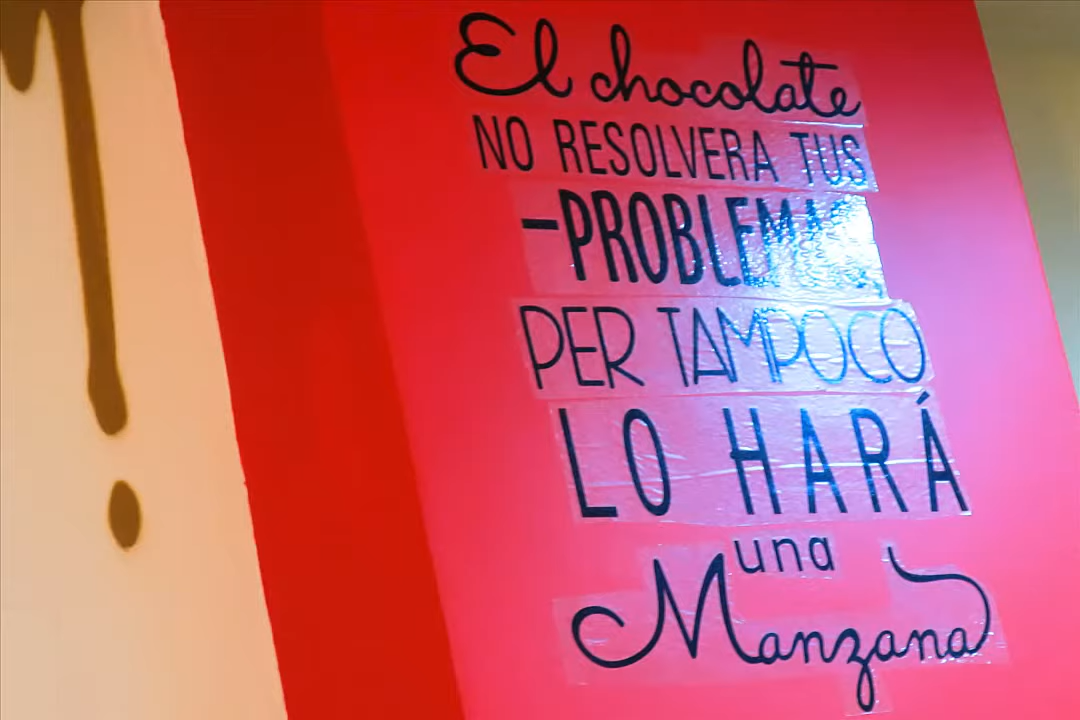 El chocolate
NO RESOLVERA TUS
-PROBLEMAS
PER TAMPOCO
LO HARÁ
una
Manzana